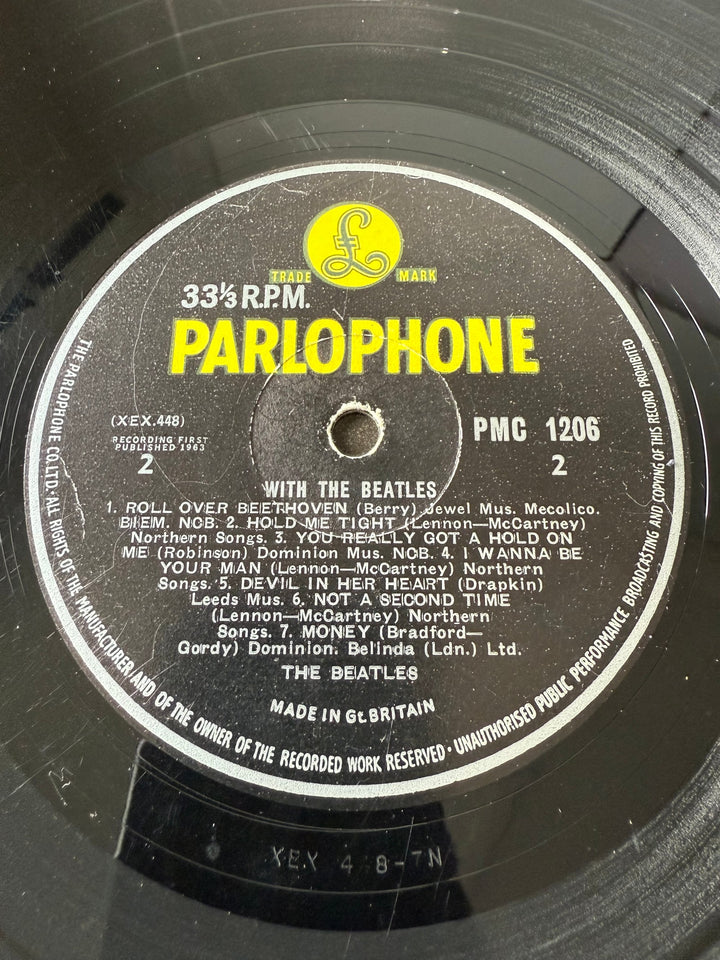 £
TRADE MARK
33⅓ R.P.M.
PARLOPHONE
(XEX.448)
RECORDING FIRST
PUBLISHED 1963
2
PMC 1206
2
WITH THE BEATLES
1. ROLL OVER BEETHOVEN (Berry) Jewel Mus. Mecolico.
BIEM. NCB. 2. HOLD ME TIGHT (Lennon—McCartney)
Northern Songs. 3. YOU REALLY GOT A HOLD ON
ME (Robinson) Dominion Mus. NCB. 4. I WANNA BE
YOUR MAN (Lennon—McCartney) Northern
Songs. 5. DEVIL IN HER HEART (Drapkin)
Leeds Mus. 6. NOT A SECOND TIME
(Lennon—McCartney) Northern
Songs. 7. MONEY (Bradford—
Gordy) Dominion. Belinda (Ldn.) Ltd.
THE BEATLES
MADE IN Gt. BRITAIN
THE PARLOPHONE CO LTD · ALL RIGHTS OF THE MANUFACTURER AND OF THE OWNER OF THE RECORDED WORK RESERVED · UNAUTHORISED PUBLIC PERFORMANCE BROADCASTING AND COPYING OF THIS RECORD PROHIBITED
XEX 4 8-7N